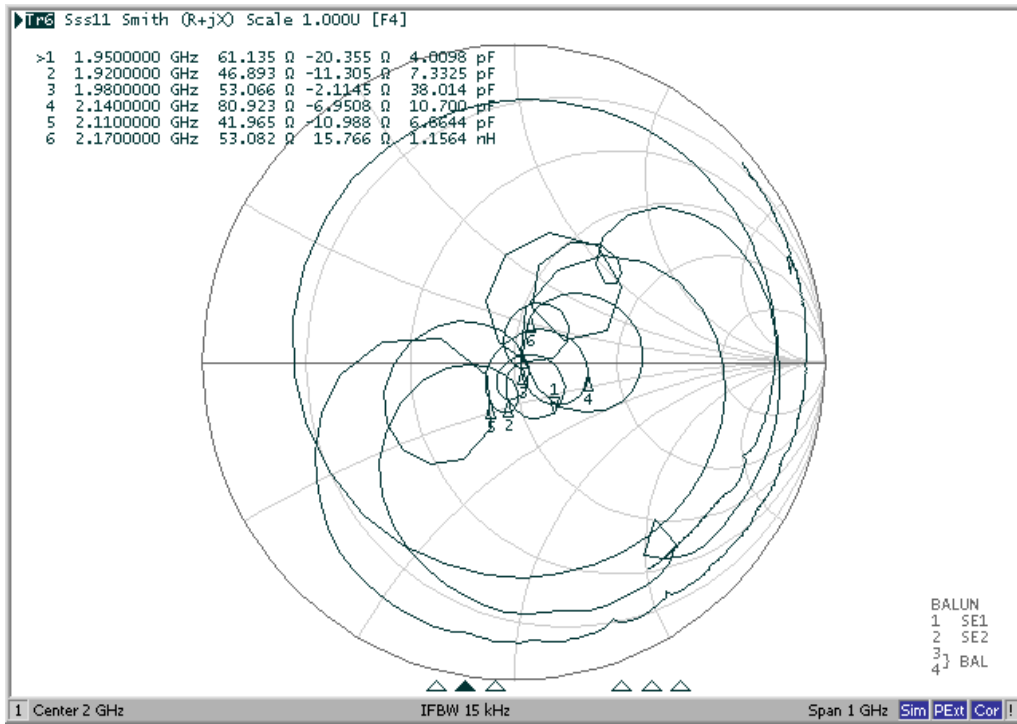 Tr6 Sss11 Smith (R+jX) Scale 1.000U [F4]
>1 1.9500000 GHz 61.135 Ω -20.355 Ω 4.0098 pF
2 1.9200000 GHz 46.893 Ω -11.305 Ω 7.3325 pF
3 1.9800000 GHz 53.066 Ω -2.1145 Ω 38.014 pF
4 2.1400000 GHz 80.923 Ω -6.9508 Ω 10.700 pF
5 2.1100000 GHz 41.965 Ω -10.988 Ω 6.8644 pF
6 2.1700000 GHz 53.082 Ω 15.766 Ω 1.1564 nH
6
3
1
4
5
2
BALUN
1 SE1
2 SE2
3
4} BAL
1 Center 2 GHz IFBW 15 kHz Span 1 GHz Sim PExt Cor !